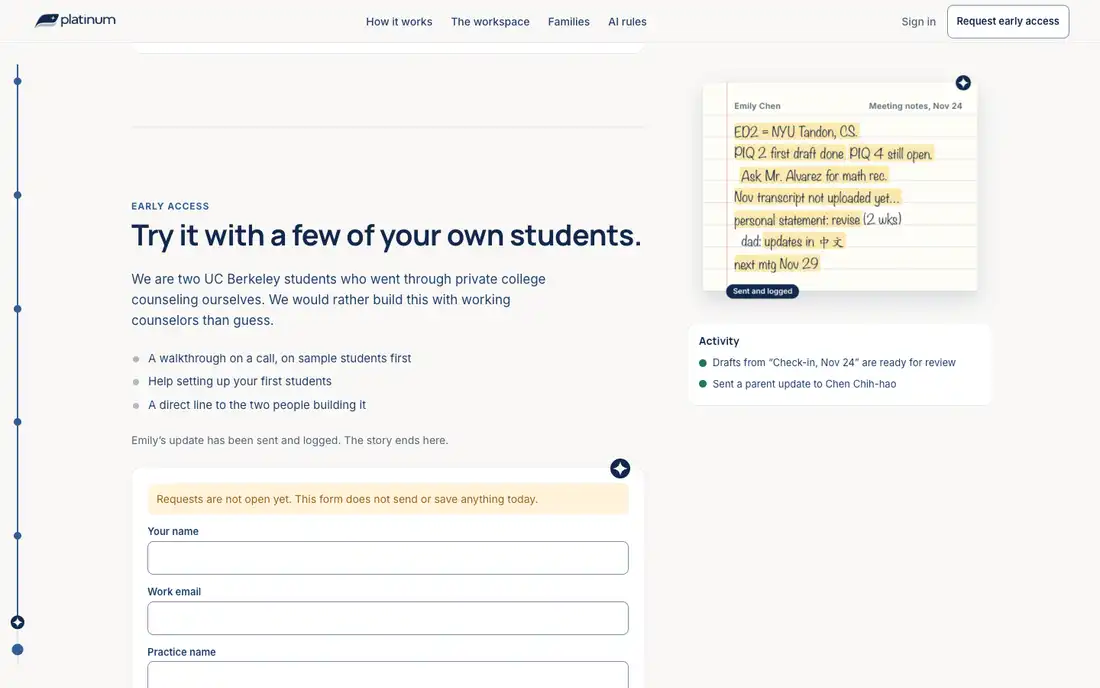 platinum
How it works
The workspace
Families
AI rules
Sign in
Request early access
EARLY ACCESS
Try it with a few of your own students.
We are two UC Berkeley students who went through private college
counseling ourselves. We would rather build this with working
counselors than guess.
A walkthrough on a call, on sample students first
Help setting up your first students
A direct line to the two people building it
Emily’s update has been sent and logged. The story ends here.
Requests are not open yet. This form does not send or save anything today.
Your name
Work email
Practice name
Emily Chen
Meeting notes, Nov 24
ED2 = NYU Tandon, CS.
PIQ 2 first draft done PIQ 4 still open.
Ask Mr. Alvarez for math rec.
Nov transcript not uploaded yet...
personal statement: revise (2 wks)
dad: updates in 中文
next mtg Nov 29
Sent and logged
Activity
Drafts from “Check-in, Nov 24” are ready for review
Sent a parent update to Chen Chih-hao